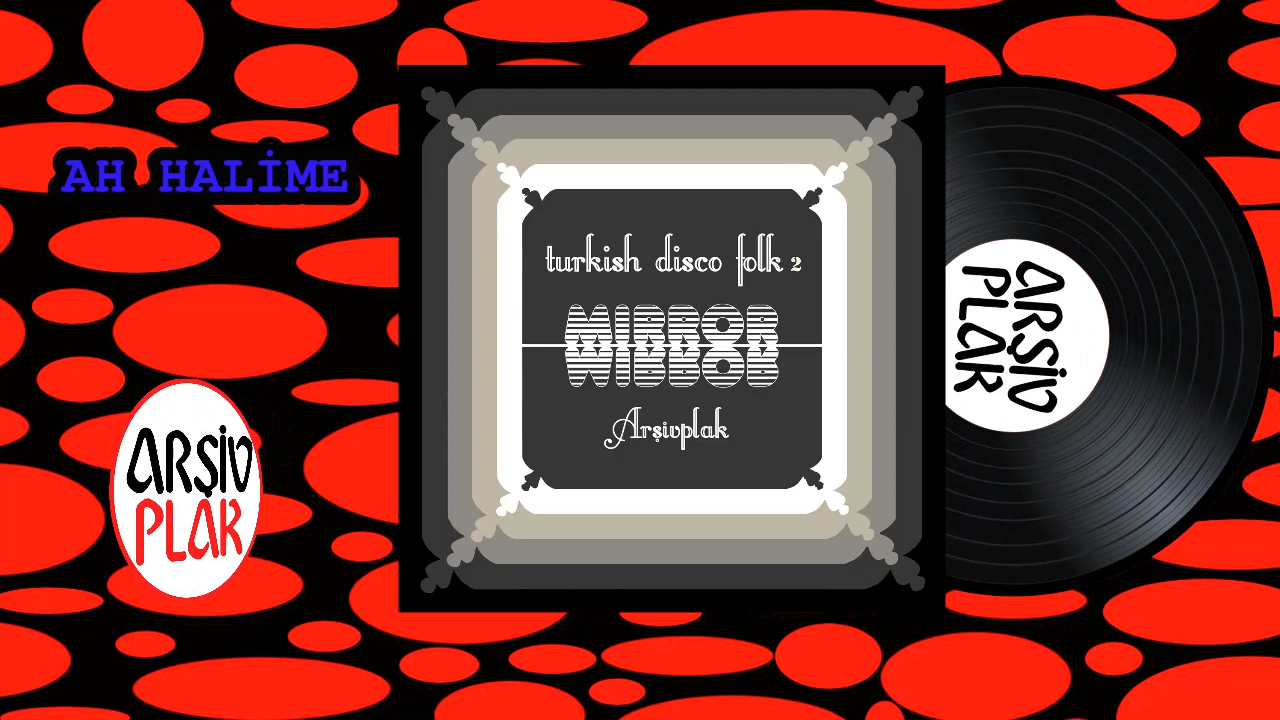 AH HALİME
turkish disco folk 2
MIRROR
MIRROR
Arşivplak
ARŞİV
PLAK
ARŞİV
PLAK